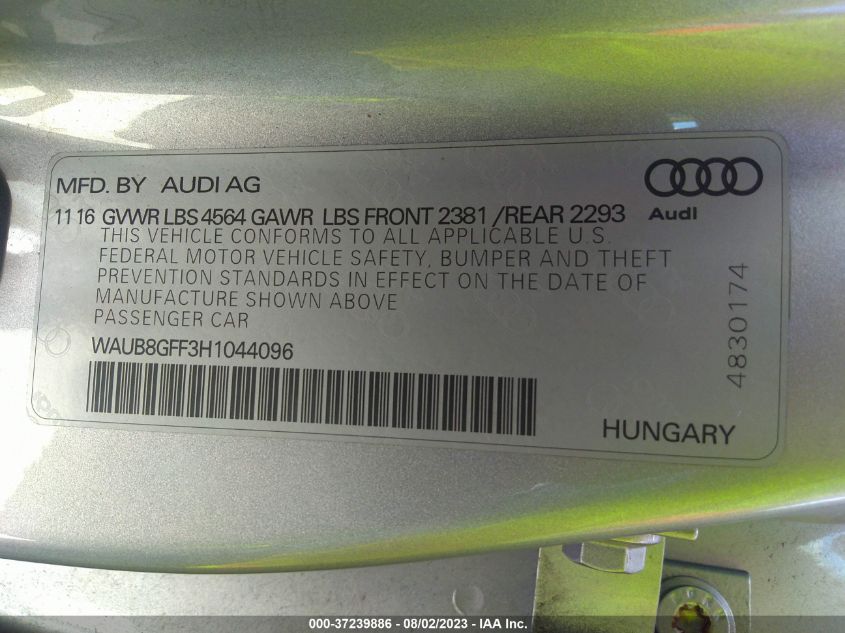 MFD. BY AUDI AG
Audi
11 16 GVWR LBS 4564 GAWR LBS FRONT 2381 / REAR 2293
THIS VEHICLE CONFORMS TO ALL APPLICABLE U.S.
FEDERAL MOTOR VEHICLE SAFETY, BUMPER AND THEFT
PREVENTION STANDARDS IN EFFECT ON THE DATE OF
MANUFACTURE SHOWN ABOVE
PASSENGER CAR
WAUB8GFF3H1044096
4830174
HUNGARY
000-37239886 - 08/02/2023 - IAA Inc.